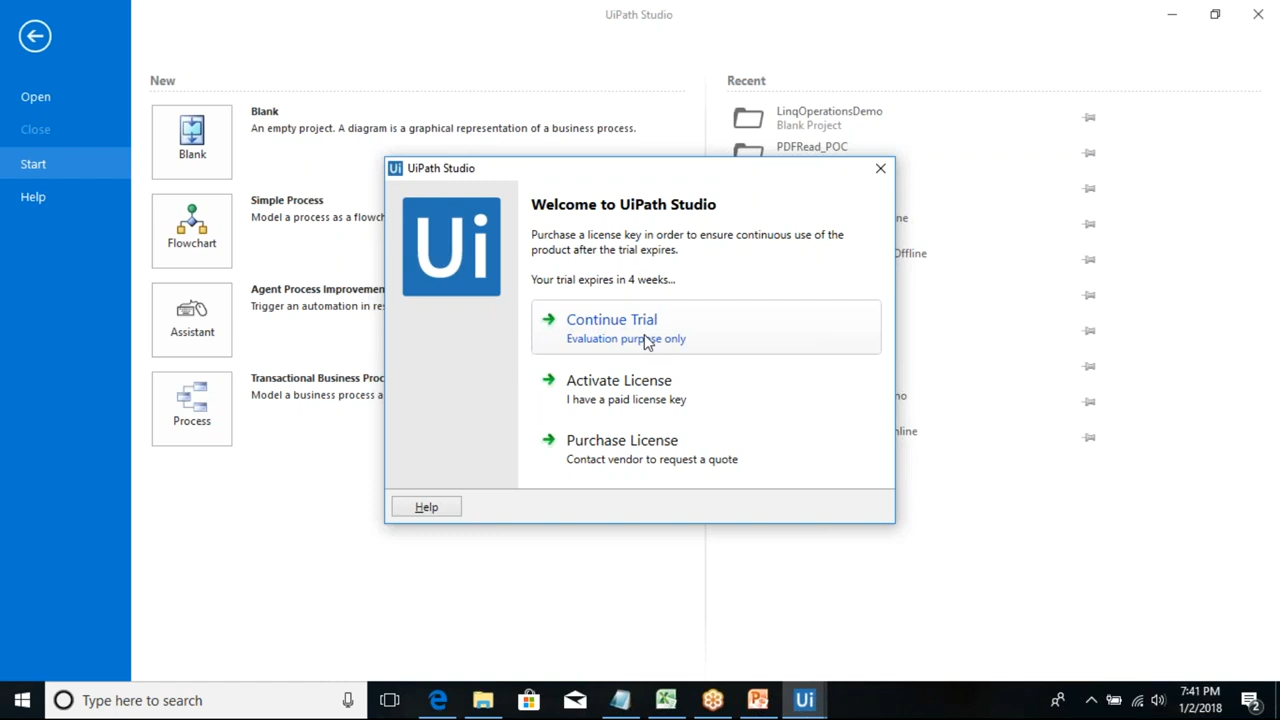 UiPath Studio
New
Recent
Open
Close
Start
Help
Blank
Blank
An empty project. A diagram is a graphical representation of a business process.
Flowchart
Simple Process
Model a process as a flowch
Assistant
Agent Process Improvemen
Trigger an automation in res
Process
Transactional Business Proc
Model a business process a
LinqOperationsDemo
Blank Project
PDFRead_POC
ne
Offline
no
nline
Ui UiPath Studio
Ui
Welcome to UiPath Studio
Purchase a license key in order to ensure continuous use of the
product after the trial expires.
Your trial expires in 4 weeks...
Continue Trial
Evaluation purpose only
Activate License
I have a paid license key
Purchase License
Contact vendor to request a quote
Help
Type here to search
Ui
7:41 PM
1/2/2018
2